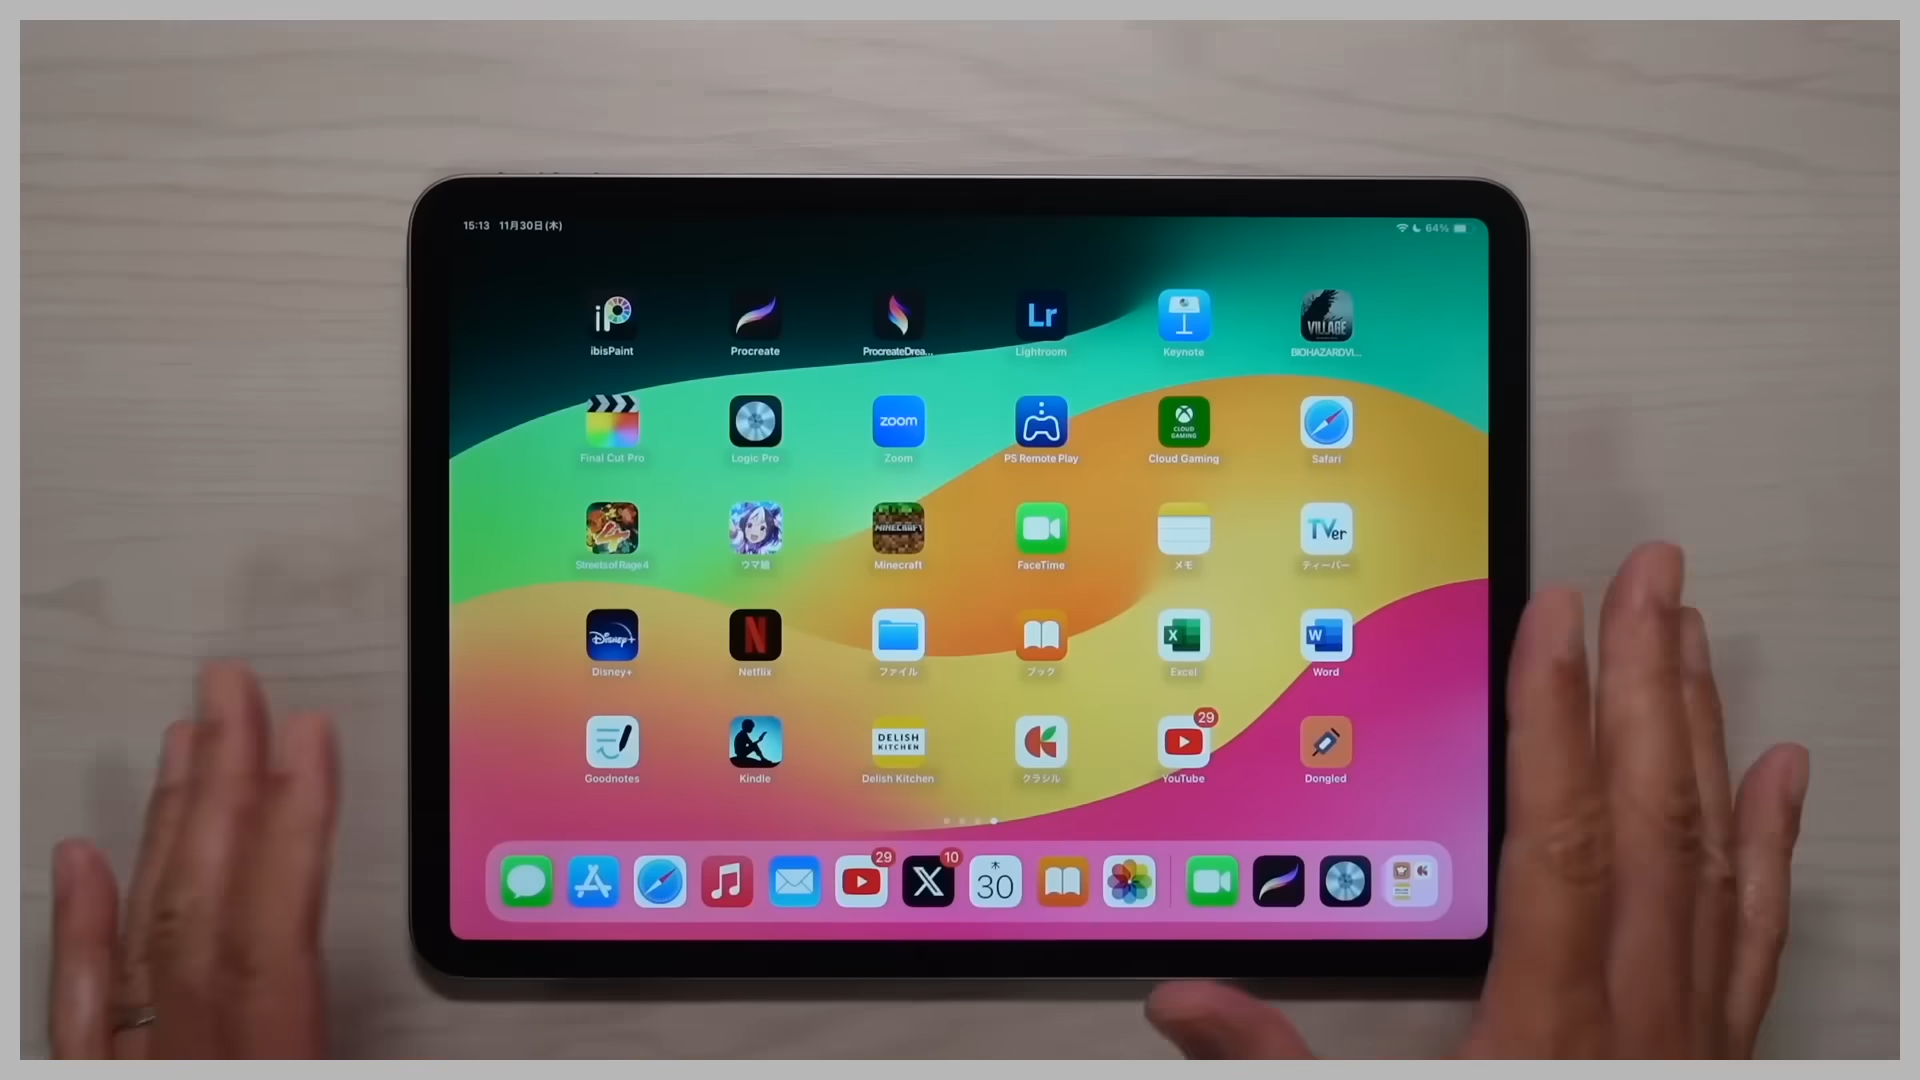 15:13 11月30日(木)
64%
iP
Lr
VILLAGE
ibisPaint
Procreate
ProcreateDrea...
Lightroom
Keynote
BIOHAZARDVI...
zoom
CLOUD
GAMING
Final Cut Pro
Logic Pro
Zoom
PS Remote Play
Cloud Gaming
Safari
4
MINECRAFT
TVer
Streets of Rage 4
ウマ娘
Minecraft
FaceTime
メモ
ティーバー
Disney+
N
X
W
Disney+
Netflix
ファイル
ブック
Excel
Word
29
DELISH
KITCHEN
Goodnotes
Kindle
Delish Kitchen
クラシル
YouTube
Dongled
29
10
X
木
30